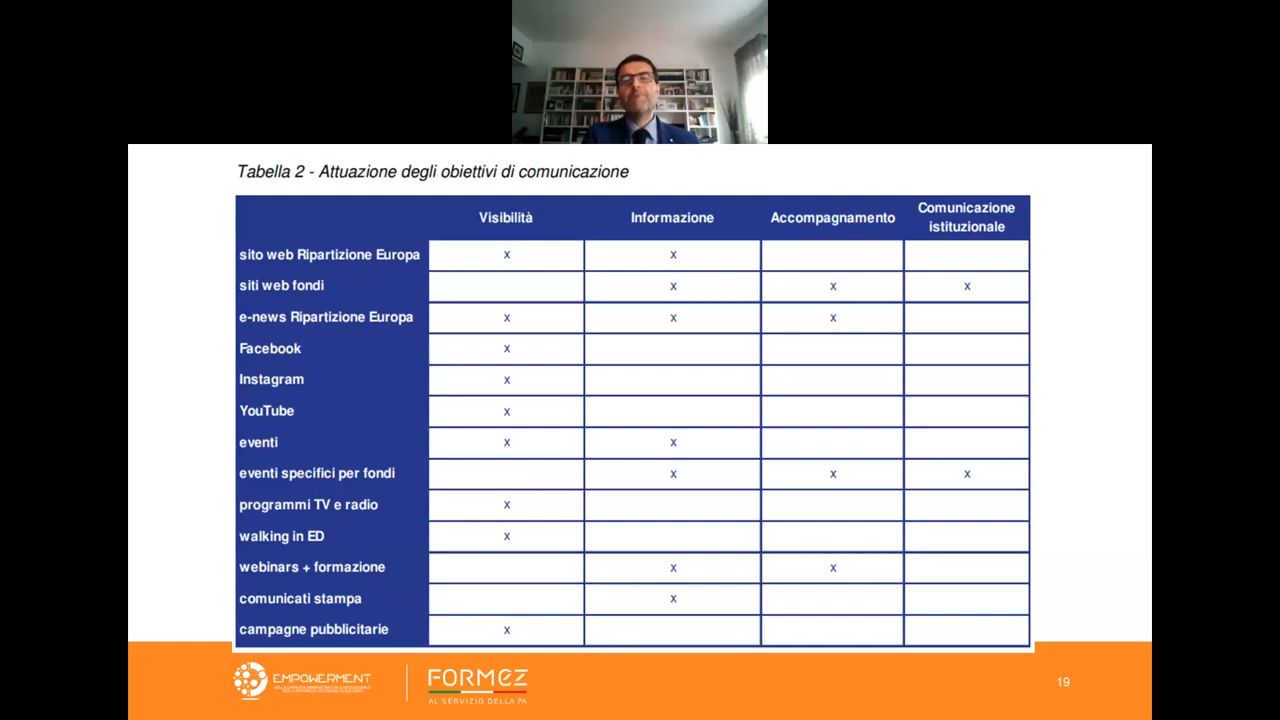 Tabella 2 - Attuazione degli obiettivi di comunicazione
Visibilità Informazione Accompagnamento Comunicazione istituzionale
sito web Ripartizione Europa x x
siti web fondi x x x
e-news Ripartizione Europa x x x
Facebook x
Instagram x
YouTube x
eventi x x
eventi specifici per fondi x x x
programmi TV e radio x
walking in ED x
webinars + formazione x x
comunicati stampa x
campagne pubblicitarie x
EMPOWERMENT
FORMEZ
AL SERVIZIO DELLA PA
19